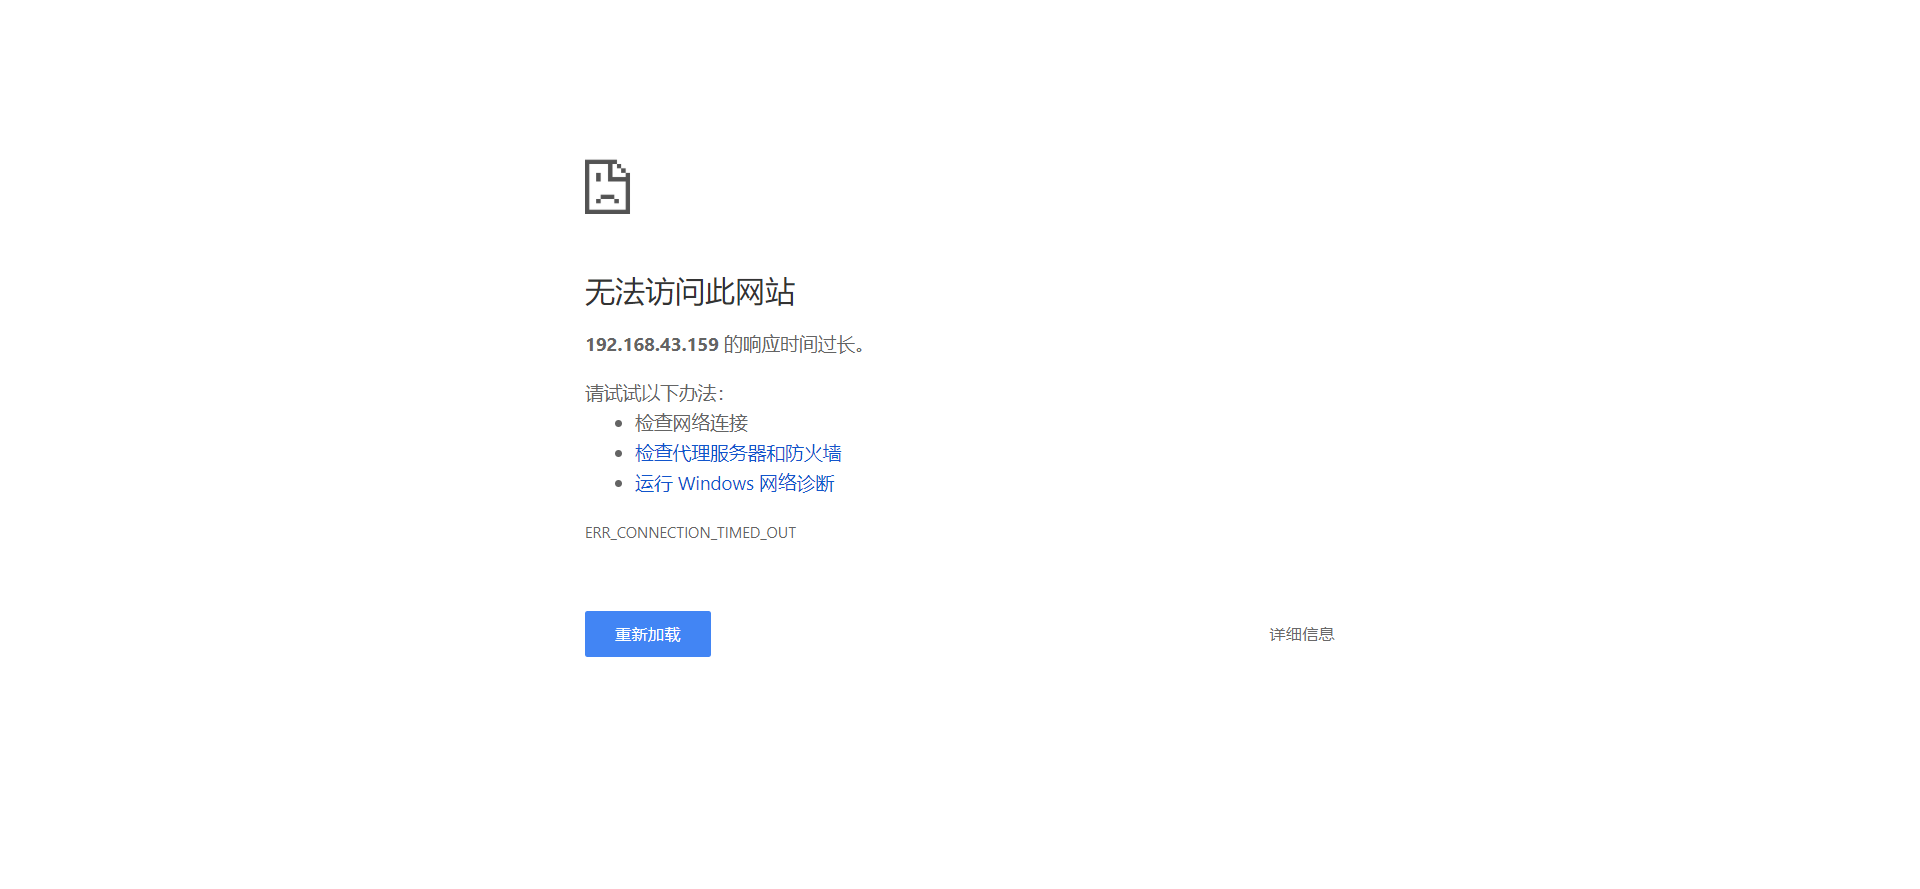 无法访问此网站
192.168.43.159 的响应时间过长。
请试试以下办法：
检查网络连接
检查代理服务器和防火墙
运行 Windows 网络诊断
ERR_CONNECTION_TIMED_OUT
重新加载
详细信息